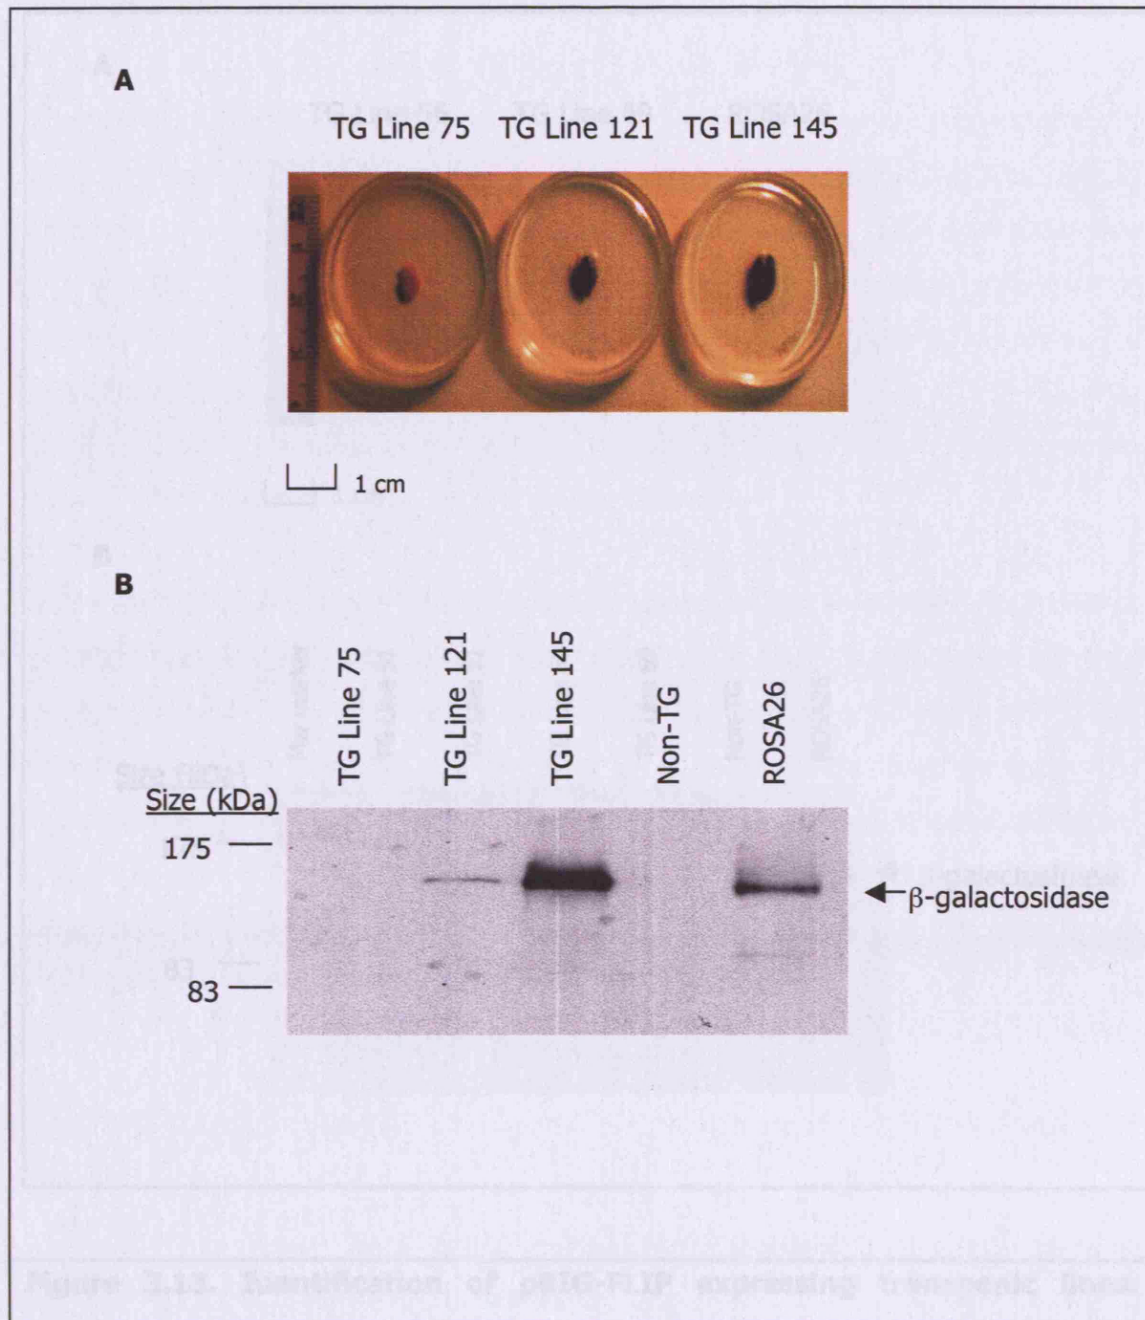 A
TG Line 75 TG Line 121 TG Line 145
1 cm
B
TG Line 75
TG Line 121
TG Line 145
Non-TG
ROSA26
Size (kDa)
175
β-galactosidase
83
Figure 3.13. Identification of pBIG-FLIP expressing transgenic lines.